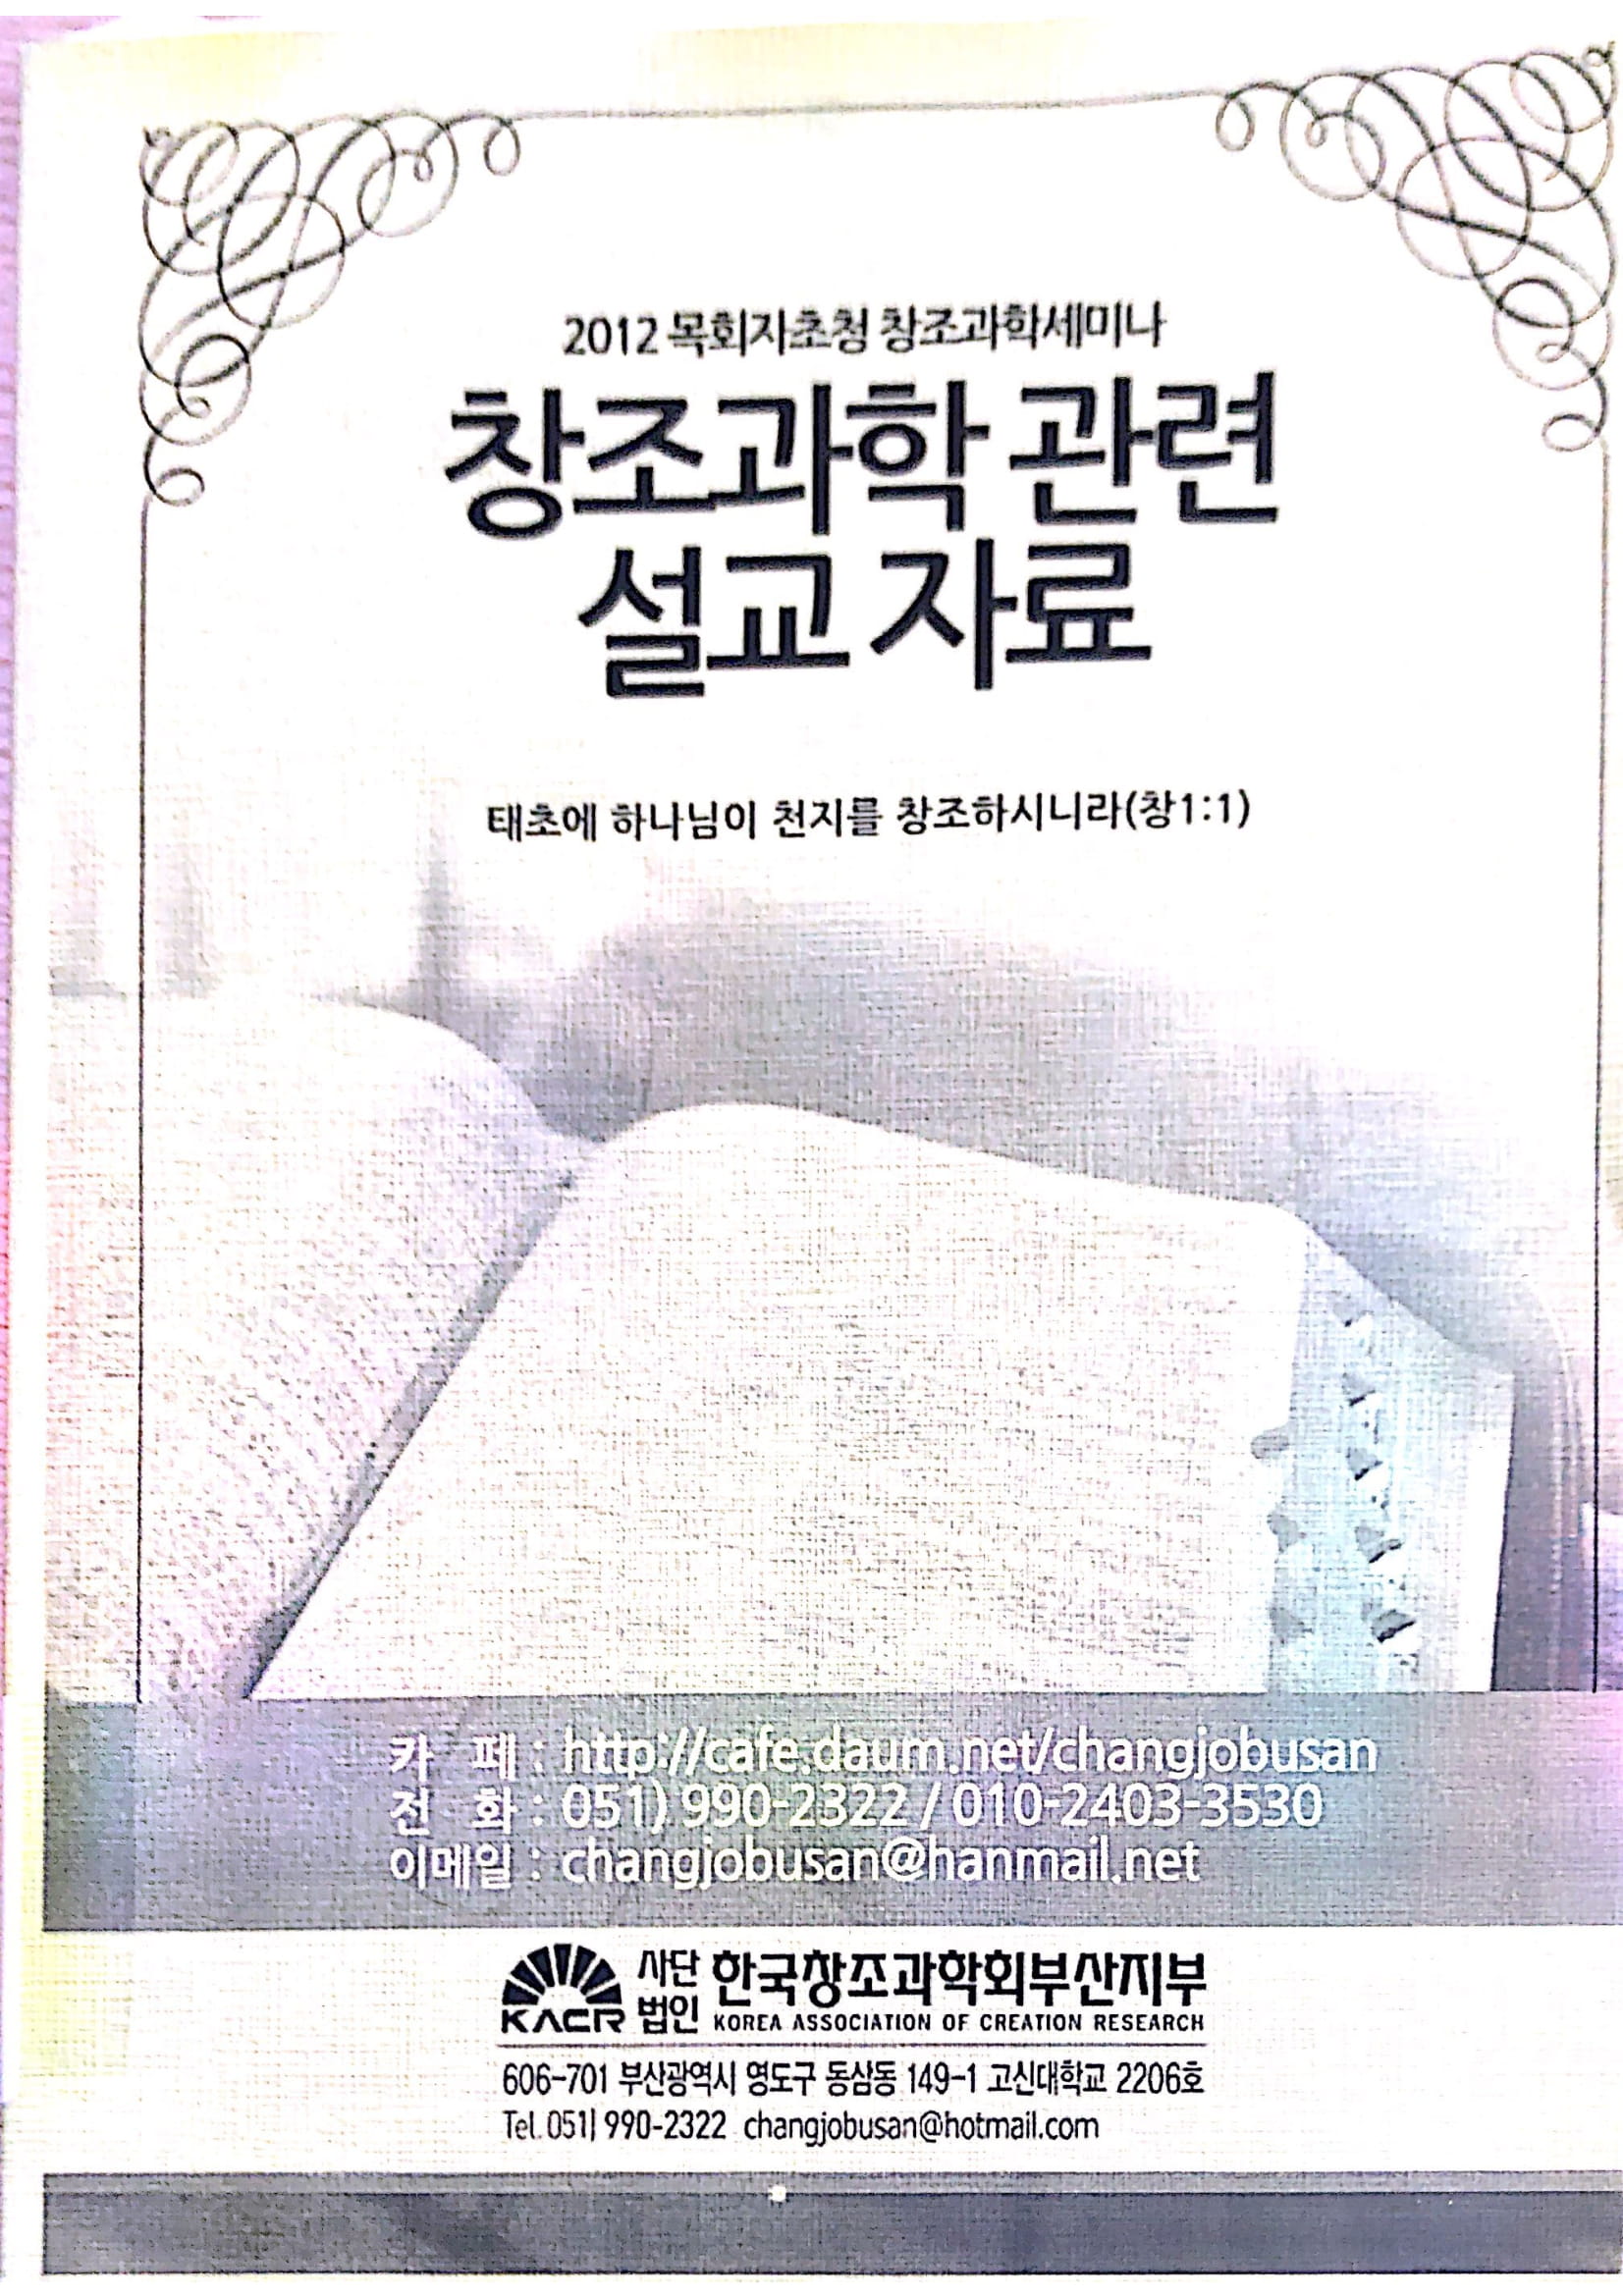 2012 목회자초청 창조과학세미나
창조과학 관련
설교 자료
태초에 하나님이 천지를 창조하시니라(창1:1)
카 페 : http://cafe.daum.net/changjobusan
전 화 : 051) 990-2322 / 010-2403-3530
이메일 : changjobusan@hanmail.net
KACR 사단법인 한국창조과학회부산지부
KOREA ASSOCIATION OF CREATION RESEARCH
606-701 부산광역시 영도구 동삼동 149-1 고신대학교 2206호
Tel. 051) 990-2322 changjobusan@hotmail.com